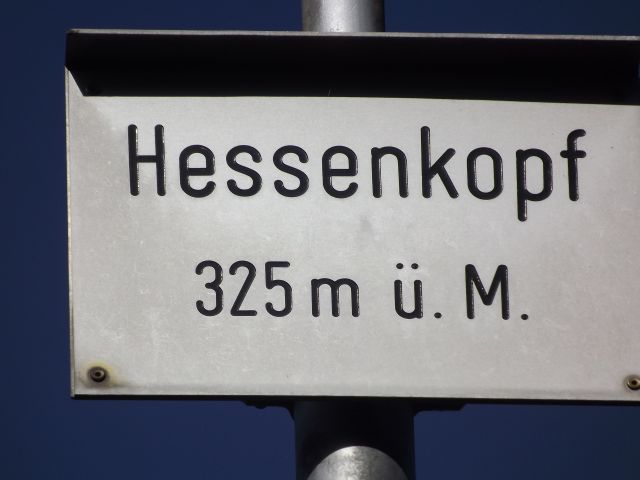 Hessenkopf
325 m ü. M.